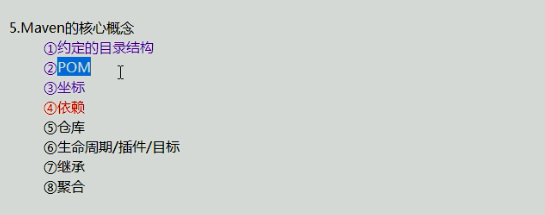 5.Maven的核心概念
①约定的目录结构
②POM
③坐标
④依赖
⑤仓库
⑥生命周期/插件/目标
⑦继承
⑧聚合